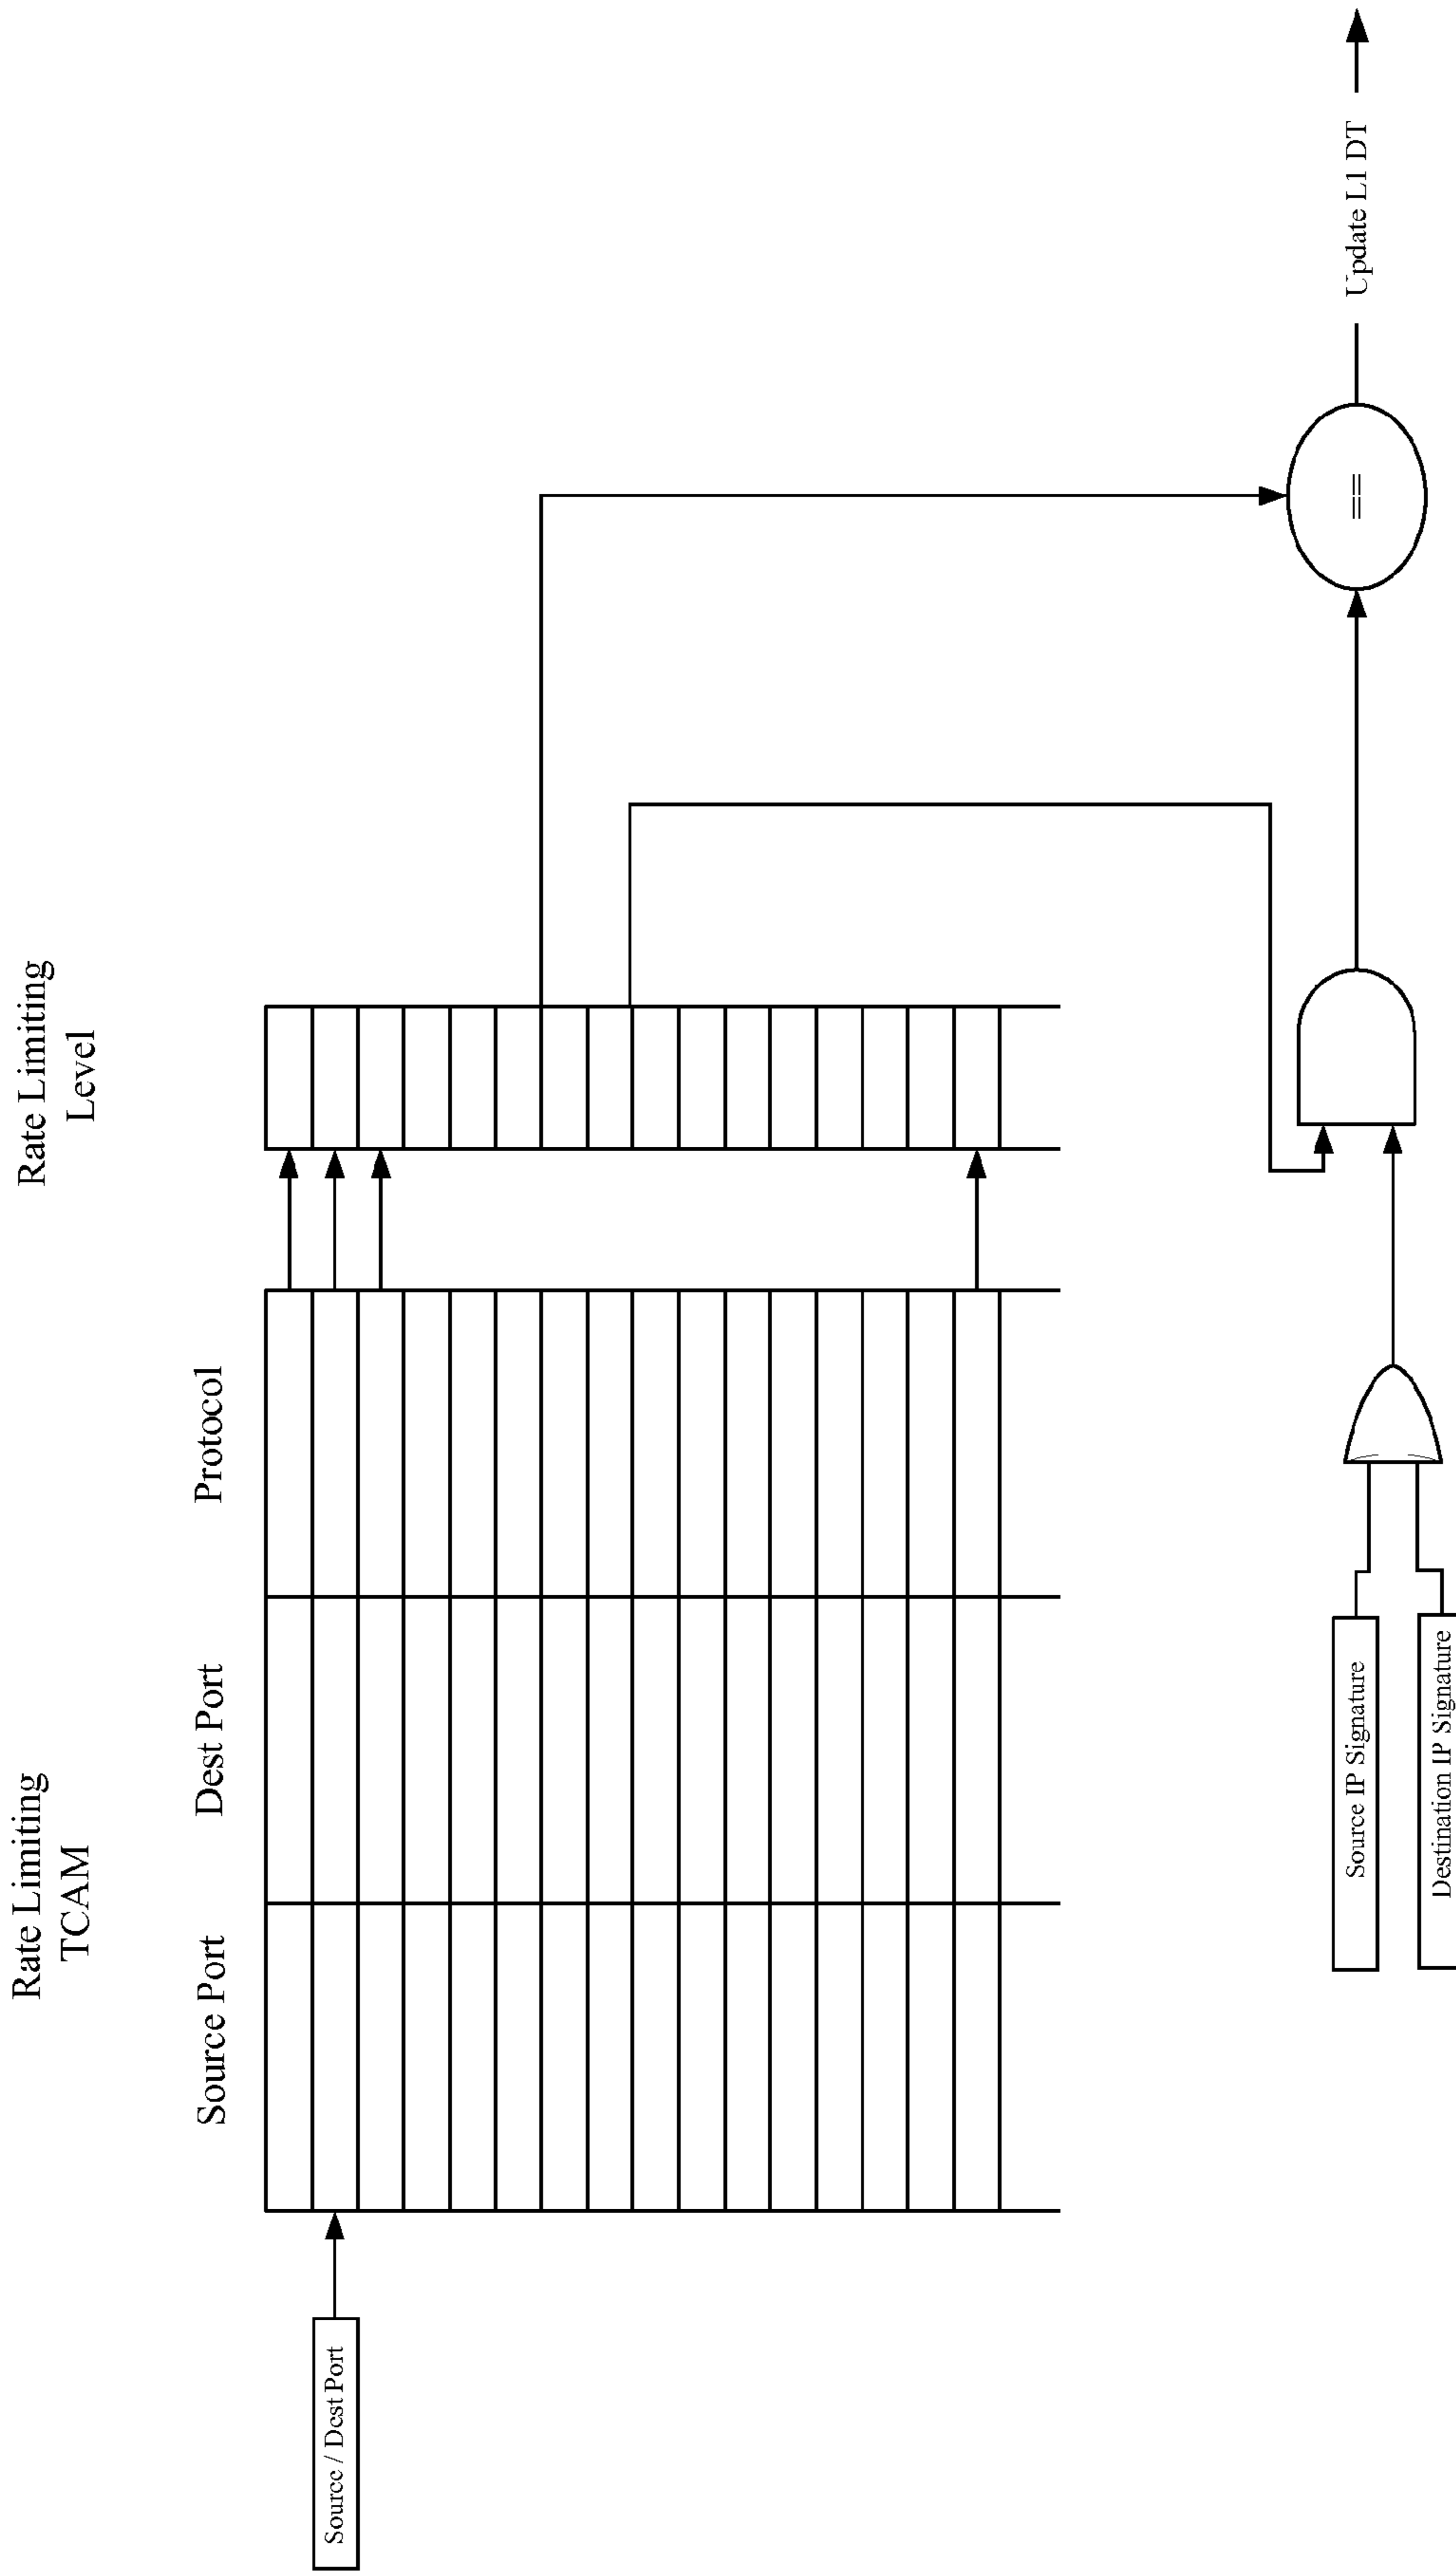 Rate Limiting
TCAM
Rate Limiting
Level
Source Port
Dest Port
Protocol
Source / Dest Port
Source IP Signature
Destination IP Signature
==
Update L1 DT